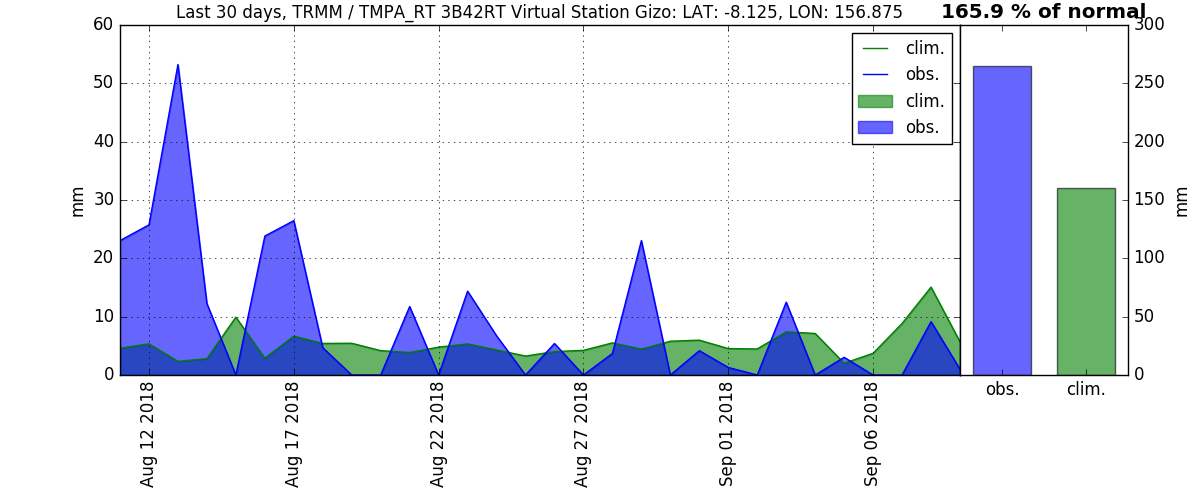 Last 30 days, TRMM / TMPA_RT 3B42RT Virtual Station Gizo: LAT: -8.125, LON: 156.875
165.9 % of normal
60
50
40
30
20
10
0
mm
clim.
obs.
clim.
obs.
Aug 12 2018
Aug 17 2018
Aug 22 2018
Aug 27 2018
Sep 01 2018
Sep 06 2018
300
250
200
150
100
50
0
mm
obs.
clim.